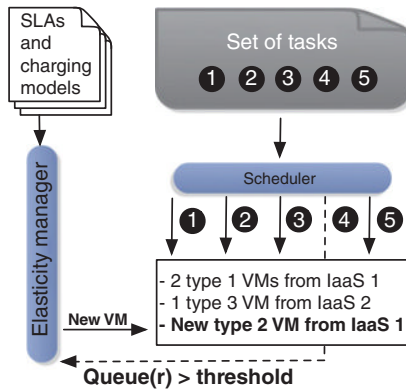 SLAs
and
charging
models
Set of tasks
1 2 3 4 5
Scheduler
1 2 3 4 5
Elasticity manager
New VM
- 2 type 1 VMs from IaaS 1
- 1 type 3 VM from IaaS 2
- New type 2 VM from IaaS 1
Queue(r) > threshold